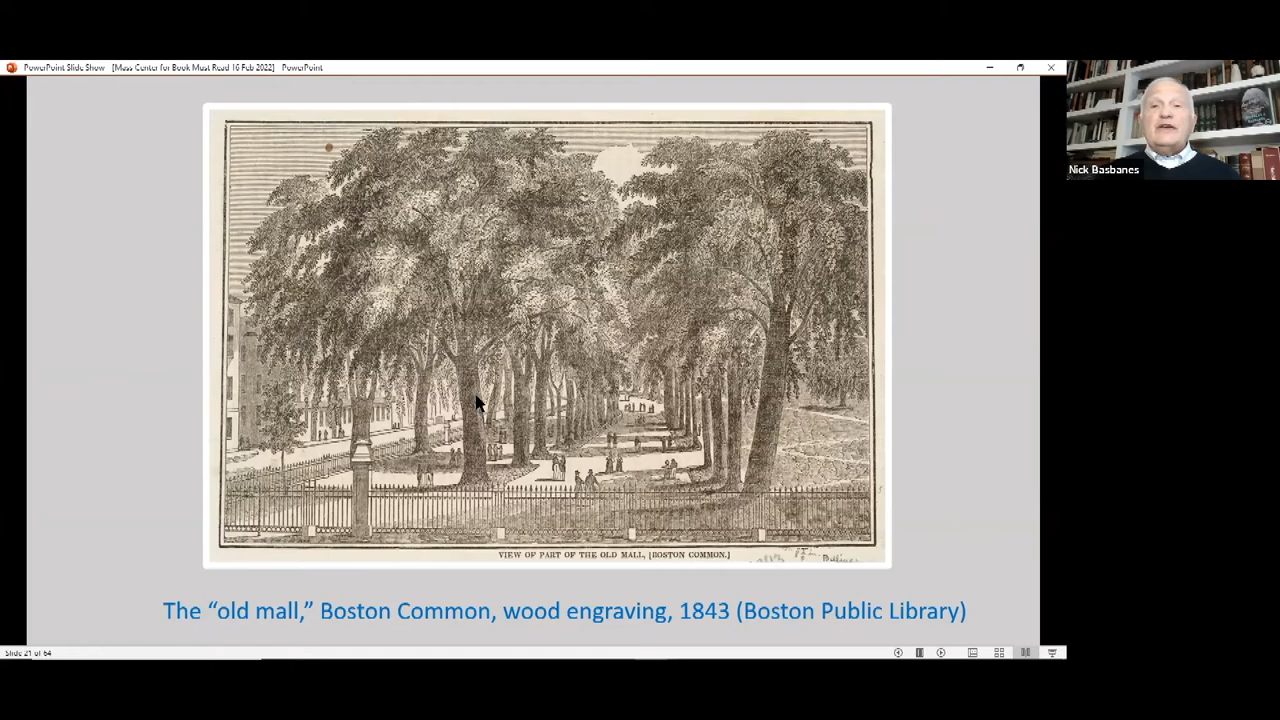 PowerPoint Slide Show - [Mass Center for Book Must Read 16 Feb 2022] - PowerPoint
Nick Basbanes
VIEW OF PART OF THE OLD MALL, [BOSTON COMMON.]
The “old mall,” Boston Common, wood engraving, 1843 (Boston Public Library)
Slide 21 of 64